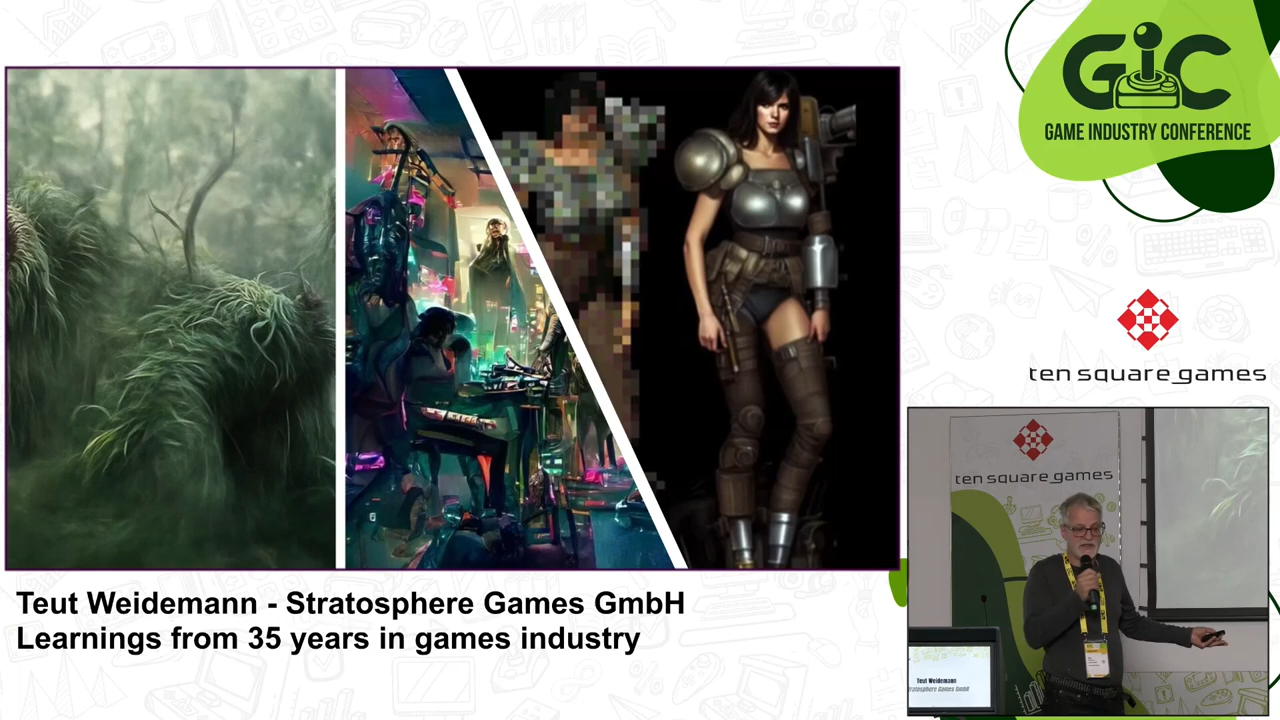 GIC
GAME INDUSTRY CONFERENCE
ten square games
ten square games
Teut Weidemann - Stratosphere Games GmbH
Learnings from 35 years in games industry
Teut Weidemann
Stratosphere Games GmbH